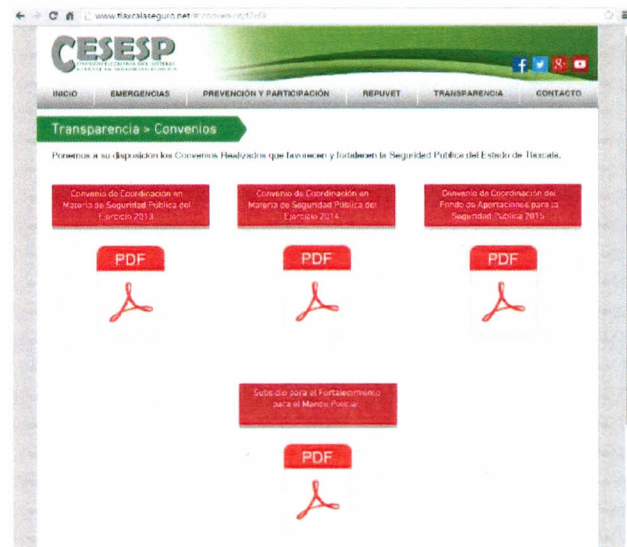 www.tlaxcalaseguro.net
CESESP
INICIO EMERGENCIAS PREVENCIÓN Y PARTICIPACIÓN REPUVET TRANSPARENCIA CONTACTO
Transparencia > Convenios
Ponemos a su disposición los Convenios Realizados que favorecen y fortalecen la Seguridad Pública del Estado de Tlaxcala.
Convenio de Coordinación en
Materia de Seguridad Pública del
Ejercicio 2013
PDF
Convenio de Coordinación en
Materia de Seguridad Pública del
Ejercicio 2014
PDF
Convenio de Coordinación del
Fondo de Aportaciones para la
Seguridad Pública 2015
PDF
Subsidio para el Fortalecimiento
para el Mando Policial
PDF